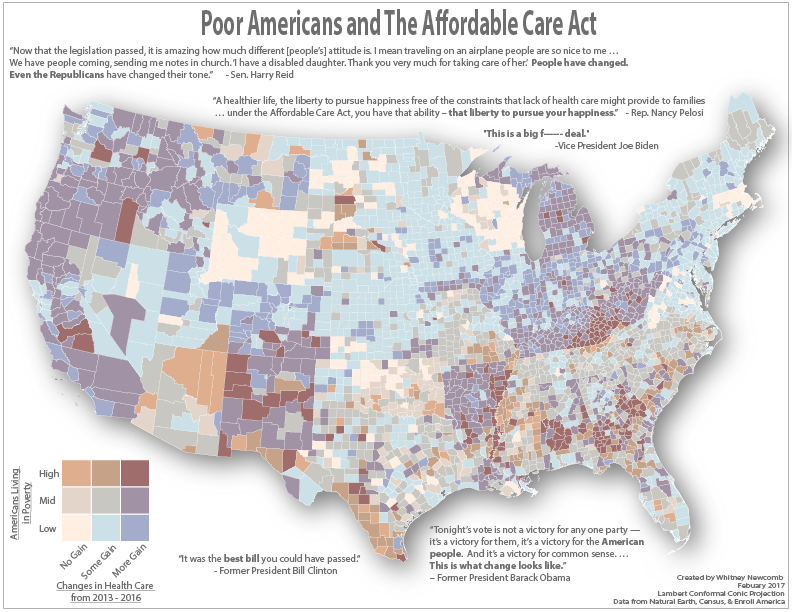 Poor Americans and The Affordable Care Act
"Now that the legislation passed, it is amazing how much different [people's] attitude is. I mean traveling on an airplane people are so nice to me …
We have people coming, sending me notes in church. 'I have a disabled daughter. Thank you very much for taking care of her.' People have changed.
Even the Republicans have changed their tone." - Sen. Harry Reid
"A healthier life, the liberty to pursue happiness free of the constraints that lack of health care might provide to families
… under the Affordable Care Act, you have that ability – that liberty to pursue your happiness." - Rep. Nancy Pelosi
"This is a big f------- deal."
-Vice President Joe Biden
Americans Living
in Poverty
High
Mid
Low
No Gain
Some Gain
More Gain
Changes in Health Care
from 2013 - 2016
"It was the best bill you could have passed."
- Former President Bill Clinton
"Tonight's vote is not a victory for any one party —
it's a victory for them, it's a victory for the American
people. And it's a victory for common sense. …
This is what change looks like."
– Former President Barack Obama
Created by Whitney Newcomb
Febuary 2017
Lambert Conformal Conic Projection
Data from Natural Earth, Census, & Enroll America